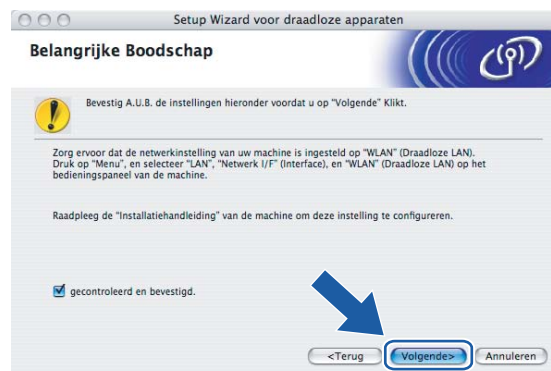 Setup Wizard voor draadloze apparaten
Belangrijke Boodschap
Bevestig A.U.B. de instellingen hieronder voordat u op "Volgende" Klikt.
Zorg ervoor dat de netwerkinstelling van uw machine is ingesteld op "WLAN" (Draadloze LAN).
Druk op "Menu", en selecteer "LAN", "Netwerk I/F" (Interface), en "WLAN" (Draadloze LAN) op het
bedieningspaneel van de machine.
Raadpleeg de "Installatiehandleiding" van de machine om deze instelling te configureren.
gecontroleerd en bevestigd.
<Terug Volgende> Annuleren